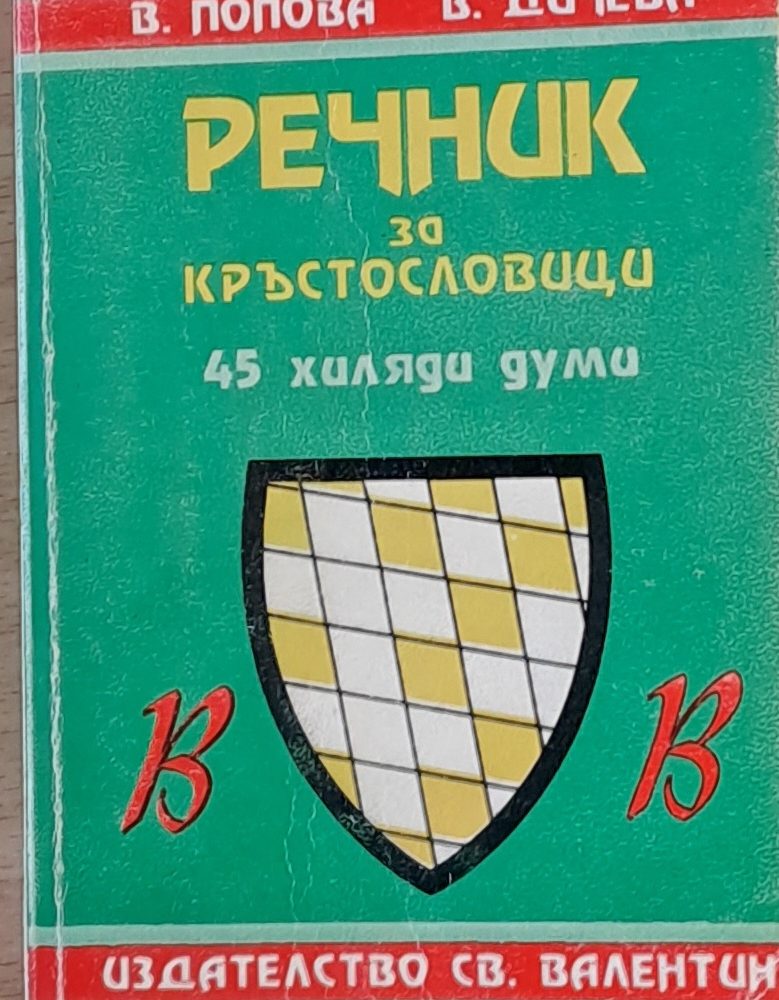 В. ПОПОВА В.
РЕЧНИК
за
КРЪСТОСЛОВИЦИ
45 хиляди думи
В В
ИЗДАТЕЛСТВО СВ. ВАЛЕНТИН